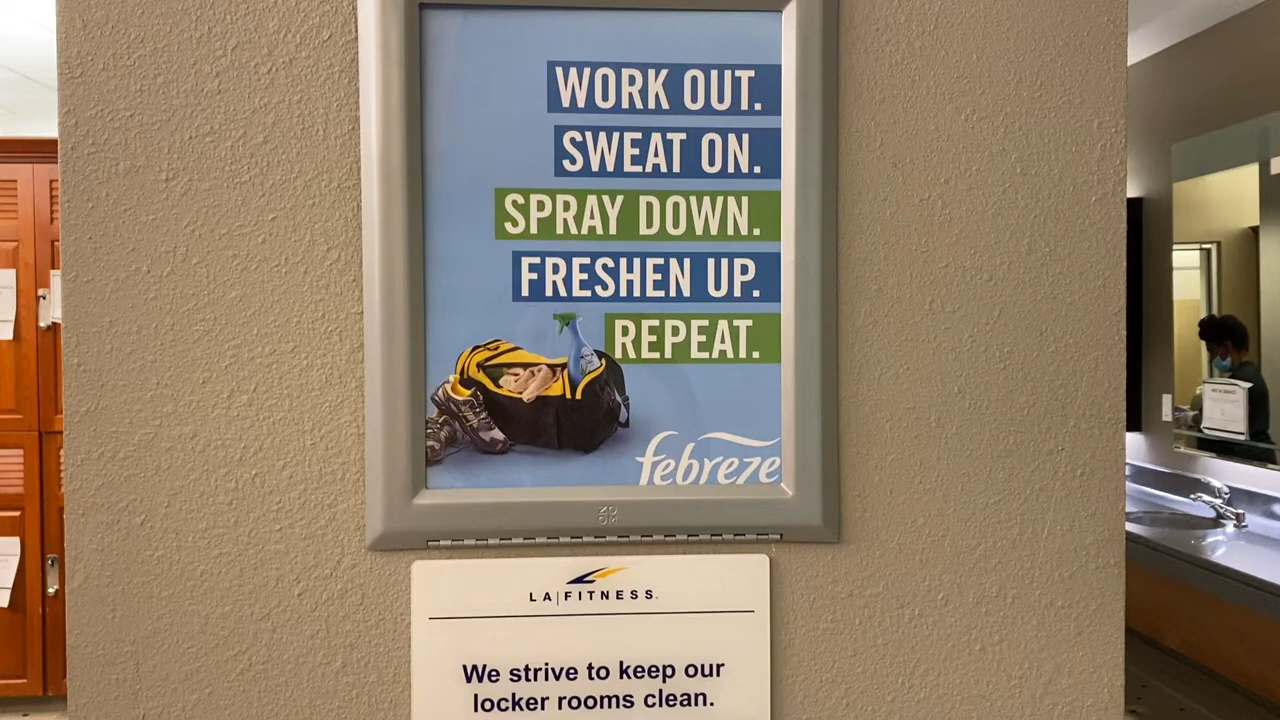 WORK OUT.
SWEAT ON.
SPRAY DOWN.
FRESHEN UP.
REPEAT.
febreze
ZOOM
LA|FITNESS.
We strive to keep our
locker rooms clean.